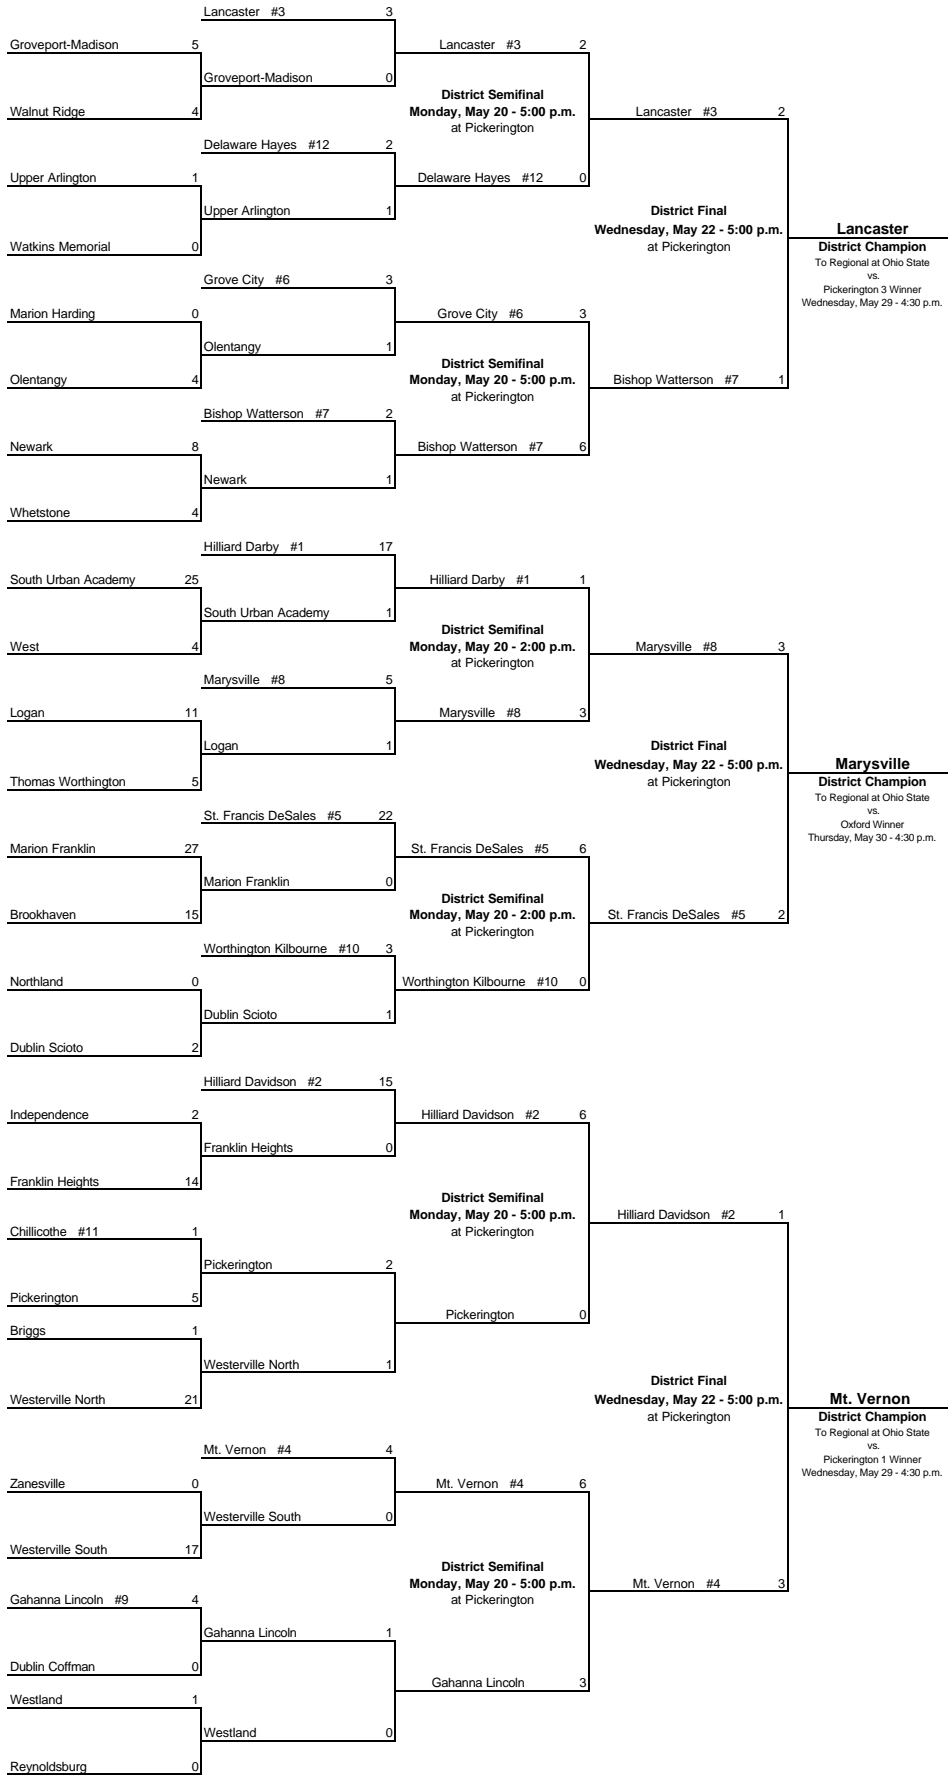 Lancaster #3 3
Groveport-Madison 5
Lancaster #3 2
Groveport-Madison 0
District Semifinal
Monday, May 20 - 5:00 p.m.
at Pickerington
Walnut Ridge 4
Lancaster #3 2
Delaware Hayes #12 2
Upper Arlington 1
Delaware Hayes #12 0
Upper Arlington 1
District Final
Wednesday, May 22 - 5:00 p.m.
at Pickerington
Watkins Memorial 0
Lancaster
District Champion
To Regional at Ohio State
vs.
Pickerington 3 Winner
Wednesday, May 29 - 4:30 p.m.
Grove City #6 3
Marion Harding 0
Grove City #6 3
Olentangy 1
District Semifinal
Monday, May 20 - 5:00 p.m.
at Pickerington
Olentangy 4
Bishop Watterson #7 1
Bishop Watterson #7 2
Newark 8
Bishop Watterson #7 6
Newark 1
Whetstone 4
Hilliard Darby #1 17
South Urban Academy 25
Hilliard Darby #1 1
South Urban Academy 1
District Semifinal
Monday, May 20 - 2:00 p.m.
at Pickerington
West 4
Marysville #8 3
Marysville #8 5
Logan 11
Marysville #8 3
Logan 1
District Final
Wednesday, May 22 - 5:00 p.m.
at Pickerington
Thomas Worthington 5
Marysville
District Champion
To Regional at Ohio State
vs.
Oxford Winner
Thursday, May 30 - 4:30 p.m.
St. Francis DeSales #5 22
Marion Franklin 27
St. Francis DeSales #5 6
Marion Franklin 0
District Semifinal
Monday, May 20 - 2:00 p.m.
at Pickerington
Brookhaven 15
St. Francis DeSales #5 2
Worthington Kilbourne #10 3
Northland 0
Worthington Kilbourne #10 0
Dublin Scioto 1
Dublin Scioto 2
Hilliard Davidson #2 15
Independence 2
Hilliard Davidson #2 6
Franklin Heights 0
Franklin Heights 14
District Semifinal
Monday, May 20 - 5:00 p.m.
at Pickerington
Hilliard Davidson #2 1
Chillicothe #11 1
Pickerington 2
Pickerington 5
Pickerington 0
Briggs 1
Westerville North 1
Westerville North 21
District Final
Wednesday, May 22 - 5:00 p.m.
at Pickerington
Mt. Vernon
District Champion
To Regional at Ohio State
vs.
Pickerington 1 Winner
Wednesday, May 29 - 4:30 p.m.
Mt. Vernon #4 4
Zanesville 0
Mt. Vernon #4 6
Westerville South 0
Westerville South 17
District Semifinal
Monday, May 20 - 5:00 p.m.
at Pickerington
Mt. Vernon #4 3
Gahanna Lincoln #9 4
Gahanna Lincoln 1
Dublin Coffman 0
Gahanna Lincoln 3
Westland 1
Westland 0
Reynoldsburg 0